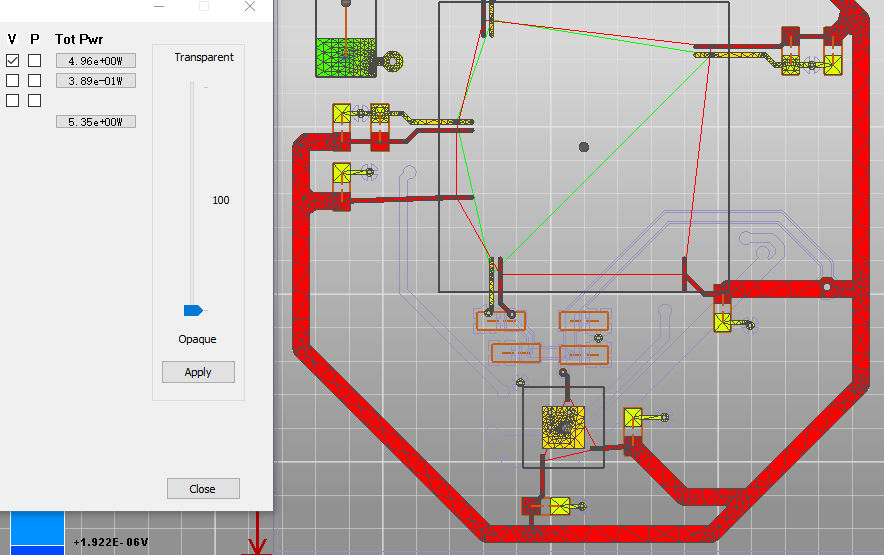 V P Tot Pwr
Transparent
4.96e+00W
3.89e-01W
5.35e+00W
100
Opaque
Apply
Close
+1.922E-06V